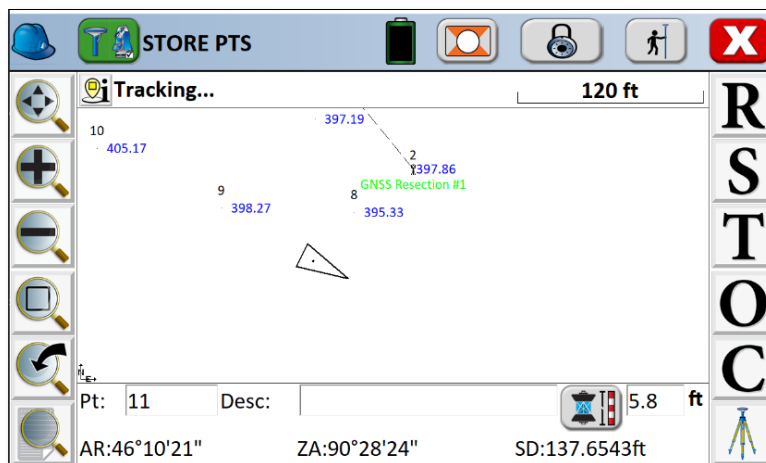 STORE PTS
Tracking...
120 ft
R
397.19
10
405.17
2
397.86
S
GNSS Resection #1
9
8
398.27
395.33
T
O
N
E
C
Pt: 11 Desc: 5.8 ft
AR:46°10'21" ZA:90°28'24" SD:137.6543ft